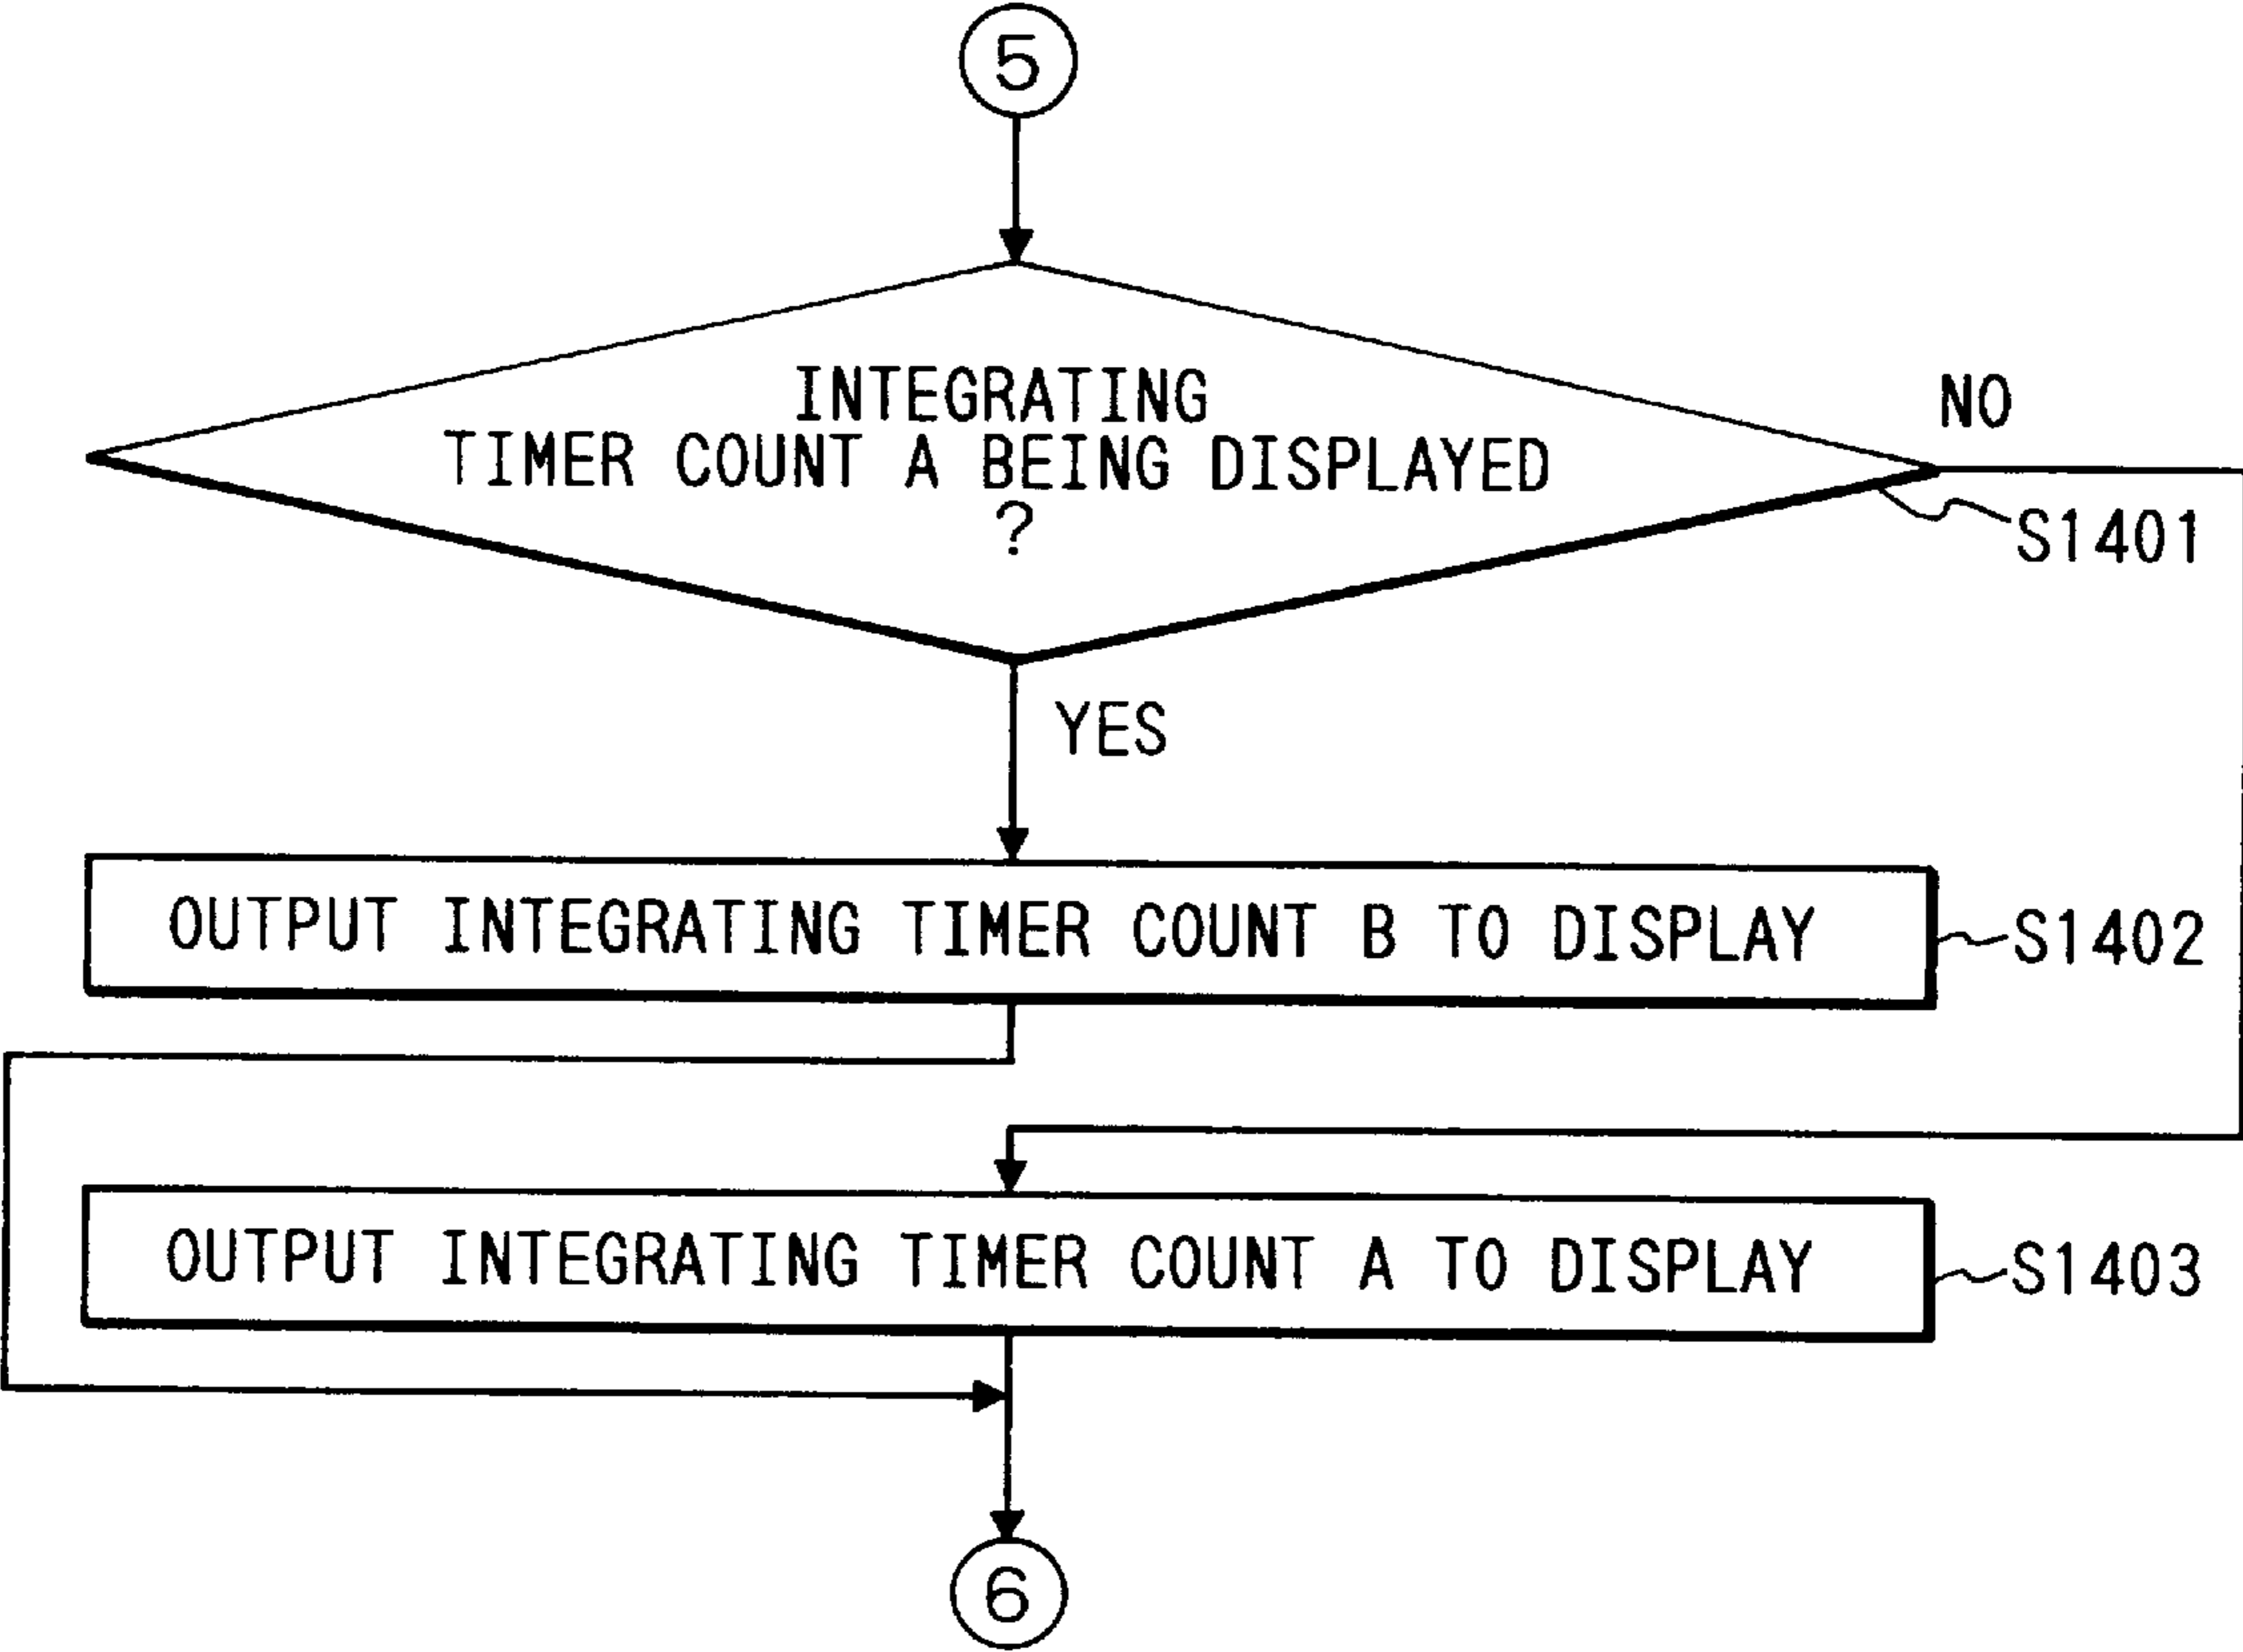 5
INTEGRATING
TIMER COUNT A BEING DISPLAYED
?
NO
S1401
YES
OUTPUT INTEGRATING TIMER COUNT B TO DISPLAY
S1402
OUTPUT INTEGRATING TIMER COUNT A TO DISPLAY
S1403
6